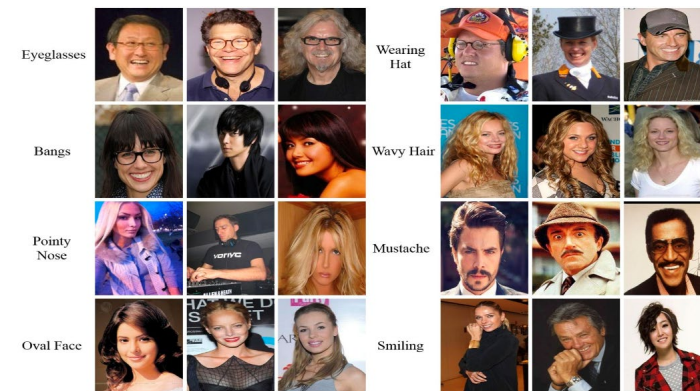 Eyeglasses
Wearing
Hat
Bangs
Wavy Hair
Pointy
Nose
Mustache
Oval Face
Smiling